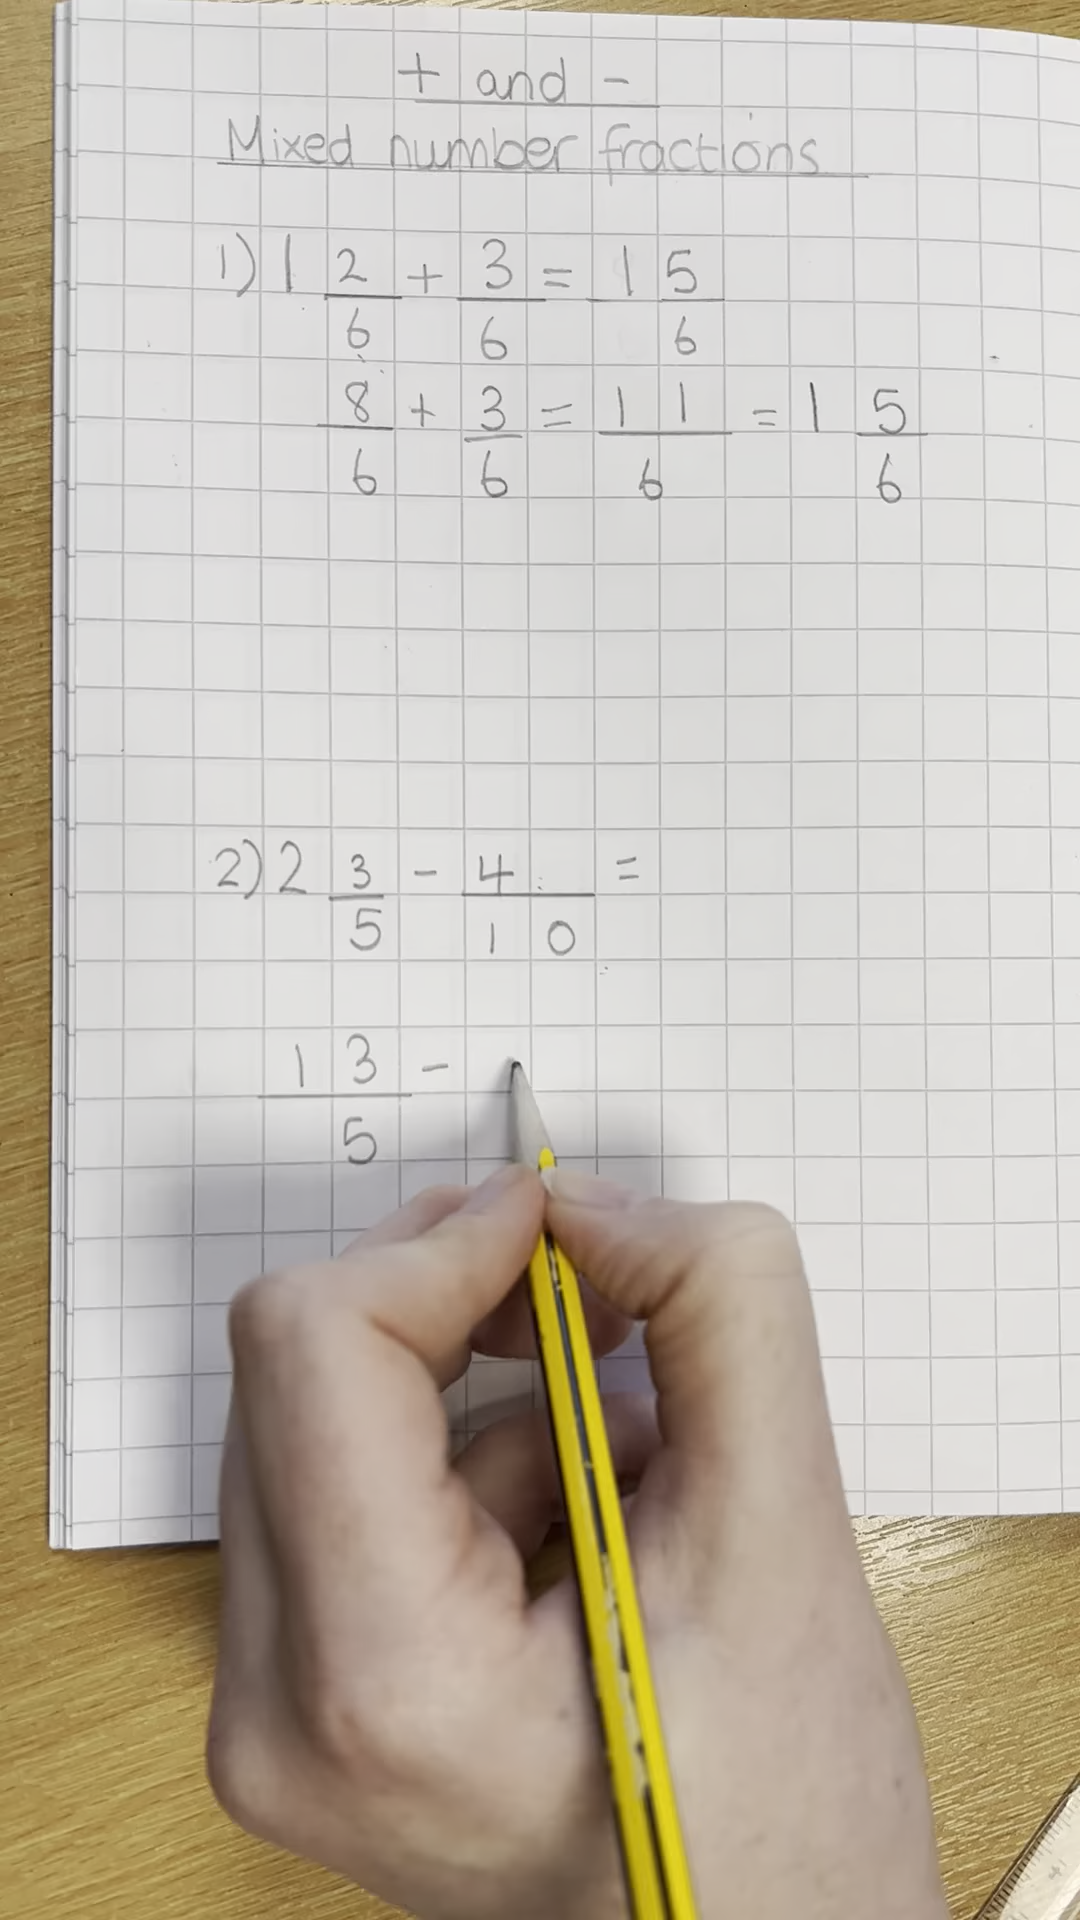 + and -
Mixed number fractions
1) 1 2/6 + 3/6 = 1 5/6
8/6 + 3/6 = 11/6 = 1 5/6
2) 2 3/5 - 4/10 =
13/5 -